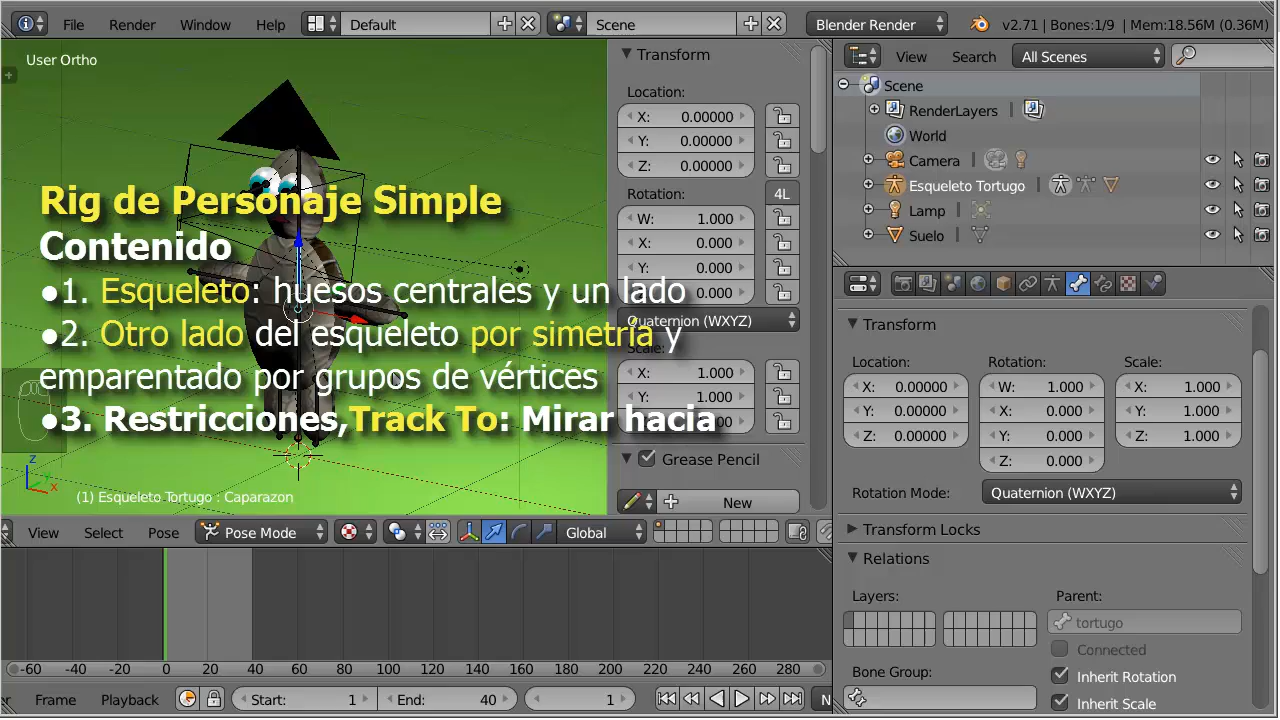 File Render Window Help Default Scene Blender Render v2.71 | Bones:1/9 | Mem:18.56M (0.36M)
User Ortho
Transform
Location:
X: 0.00000
Y: 0.00000
Z: 0.00000
Rotation: 4L
W: 1.000
X: 0.000
Y: 0.000
0.000
Quaternion (WXYZ)
Scale:
X: 1.000
Y: 1.000
1.000
Grease Pencil
New
Rig de Personaje Simple
Contenido
●1. Esqueleto: huesos centrales y un lado
●2. Otro lado del esqueleto por simetría y
emparentado por grupos de vértices
●3. Restricciones,Track To: Mirar hacia
z
Y
x
(1) Esqueleto Tortugo : Caparazon
View Select Pose Pose Mode Global
-60 -40 -20 0 20 40 60 80 100 120 140 160 180 200 220 240 260 280
Frame Playback Start: 1 End: 40 1 N
View Search All Scenes
Scene
RenderLayers |
World
Camera |
Esqueleto Tortugo |
Lamp |
Suelo |
Transform
Location: Rotation: Scale:
X: 0.00000 W: 1.000 X: 1.000
Y: 0.00000 X: 0.000 Y: 1.000
Z: 0.00000 Y: 0.000 Z: 1.000
Z: 0.000
Rotation Mode: Quaternion (WXYZ)
Transform Locks
Relations
Layers: Parent:
tortugo
Connected
Bone Group: Inherit Rotation
Inherit Scale